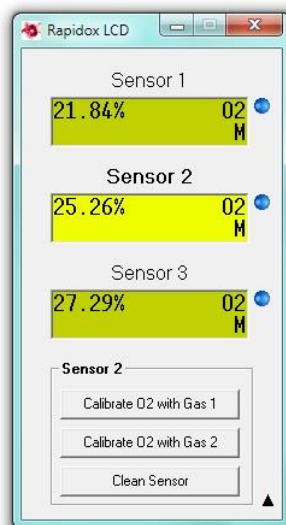 Rapidox LCD
Sensor 1
21.84% O2
M
Sensor 2
25.26% O2
M
Sensor 3
27.29% O2
M
Sensor 2
Calibrate O2 with Gas 1
Calibrate O2 with Gas 2
Clean Sensor